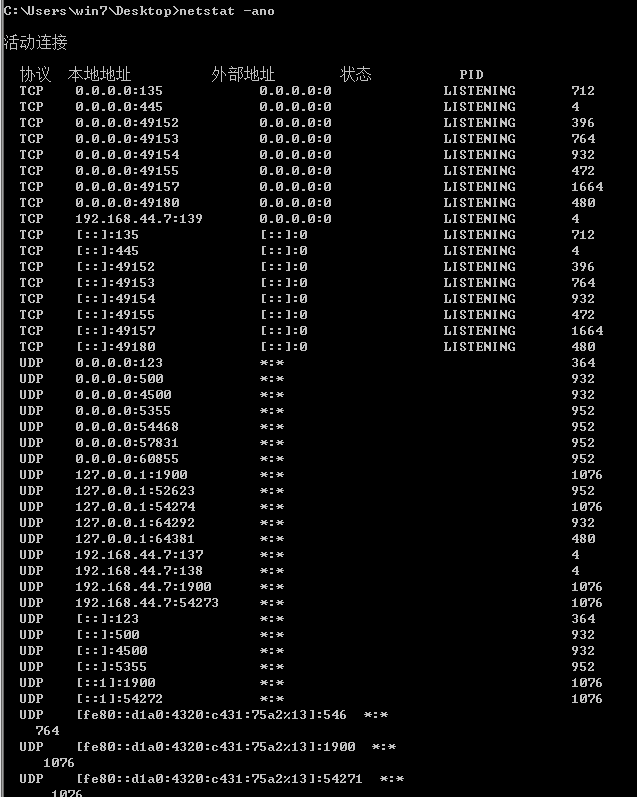 C:\Users\win7\Desktop>netstat -ano
活动连接
协议 本地地址 外部地址 状态 PID
TCP 0.0.0.0:135 0.0.0.0:0 LISTENING 712
TCP 0.0.0.0:445 0.0.0.0:0 LISTENING 4
TCP 0.0.0.0:49152 0.0.0.0:0 LISTENING 396
TCP 0.0.0.0:49153 0.0.0.0:0 LISTENING 764
TCP 0.0.0.0:49154 0.0.0.0:0 LISTENING 932
TCP 0.0.0.0:49155 0.0.0.0:0 LISTENING 472
TCP 0.0.0.0:49157 0.0.0.0:0 LISTENING 1664
TCP 0.0.0.0:49180 0.0.0.0:0 LISTENING 480
TCP 192.168.44.7:139 0.0.0.0:0 LISTENING 4
TCP [::]:135 [::]:0 LISTENING 712
TCP [::]:445 [::]:0 LISTENING 4
TCP [::]:49152 [::]:0 LISTENING 396
TCP [::]:49153 [::]:0 LISTENING 764
TCP [::]:49154 [::]:0 LISTENING 932
TCP [::]:49155 [::]:0 LISTENING 472
TCP [::]:49157 [::]:0 LISTENING 1664
TCP [::]:49180 [::]:0 LISTENING 480
UDP 0.0.0.0:123 *:* 364
UDP 0.0.0.0:500 *:* 932
UDP 0.0.0.0:4500 *:* 932
UDP 0.0.0.0:5355 *:* 952
UDP 0.0.0.0:54468 *:* 952
UDP 0.0.0.0:57831 *:* 952
UDP 0.0.0.0:60855 *:* 952
UDP 127.0.0.1:1900 *:* 1076
UDP 127.0.0.1:52623 *:* 952
UDP 127.0.0.1:54274 *:* 1076
UDP 127.0.0.1:64292 *:* 932
UDP 127.0.0.1:64381 *:* 480
UDP 192.168.44.7:137 *:* 4
UDP 192.168.44.7:138 *:* 4
UDP 192.168.44.7:1900 *:* 1076
UDP 192.168.44.7:54273 *:* 1076
UDP [::]:123 *:* 364
UDP [::]:500 *:* 932
UDP [::]:4500 *:* 932
UDP [::]:5355 *:* 952
UDP [::1]:1900 *:* 1076
UDP [::1]:54272 *:* 1076
UDP [fe80::d1a0:4320:c431:75a2%13]:546 *:*
764
UDP [fe80::d1a0:4320:c431:75a2%13]:1900 *:*
1076
UDP [fe80::d1a0:4320:c431:75a2%13]:54271 *:*
1076